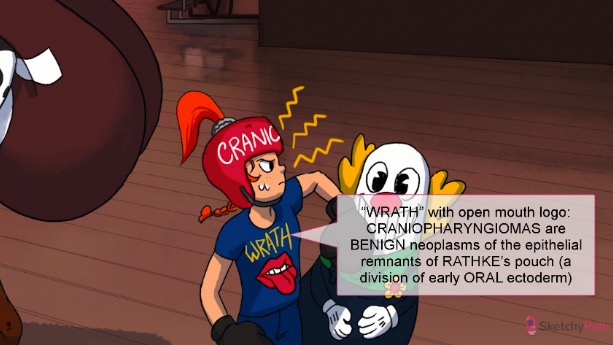 CRANIO
WRATH
“WRATH” with open mouth logo:
CRANIOPHARYNGIOMAS are
BENIGN neoplasms of the epithelial
remnants of RATHKE’s pouch (a
division of early ORAL ectoderm)
SketchyPath